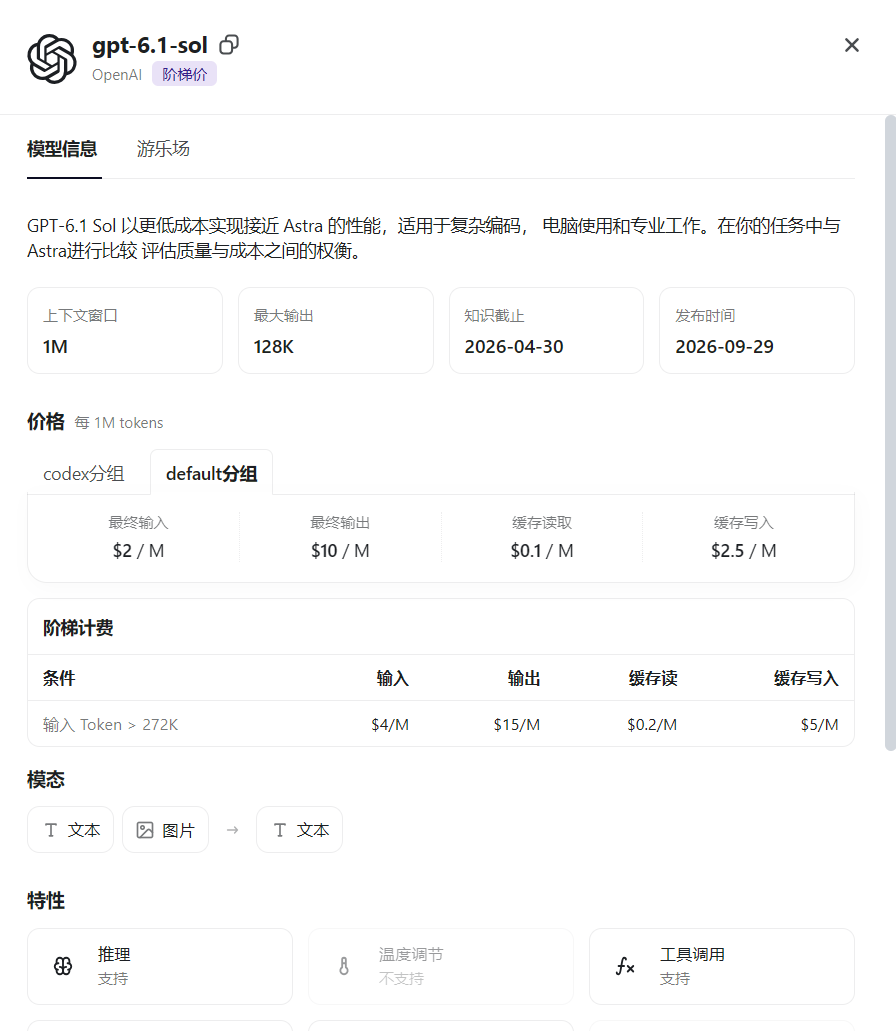 gpt-6.1-sol
OpenAI 阶梯价
模型信息 游乐场
GPT-6.1 Sol 以更低成本实现接近 Astra 的性能，适用于复杂编码， 电脑使用和专业工作。在你的任务中与
Astra进行比较 评估质量与成本之间的权衡。
上下文窗口 最大输出 知识截止 发布时间
1M 128K 2026-04-30 2026-09-29
价格 每 1M tokens
codex分组 default分组
最终输入 最终输出 缓存读取 缓存写入
$2 / M $10 / M $0.1 / M $2.5 / M
阶梯计费
条件 输入 输出 缓存读 缓存写入
输入 Token > 272K $4/M $15/M $0.2/M $5/M
模态
文本 图片 → 文本
特性
推理 温度调节 工具调用
支持 不支持 支持